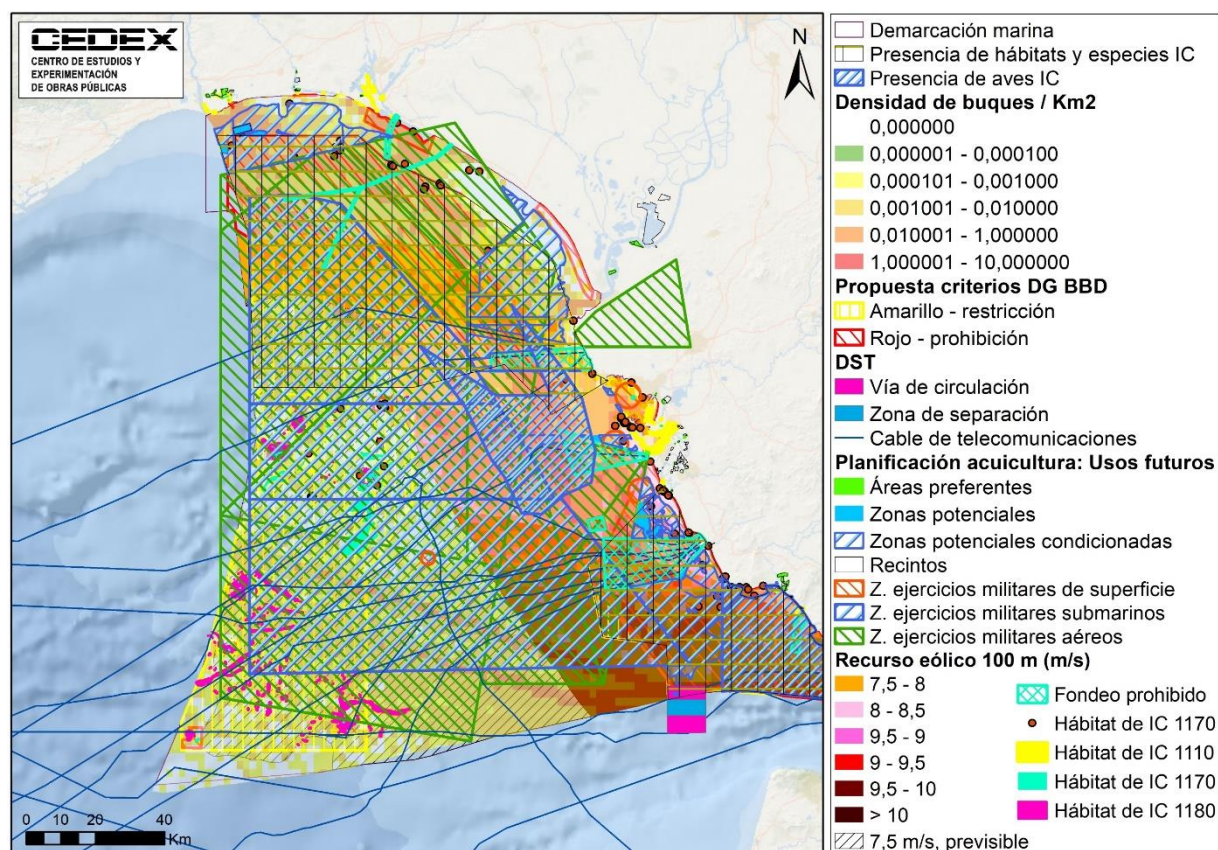 CEDEX
CENTRO DE ESTUDIOS Y
EXPERIMENTACIÓN
DE OBRAS PÚBLICAS
N
0 10 20 40
Km
Demarcación marina
Presencia de hábitats y especies IC
Presencia de aves IC
Densidad de buques / Km2
0,000000
0,000001 - 0,000100
0,000101 - 0,001000
0,001001 - 0,010000
0,010001 - 1,000000
1,000001 - 10,000000
Propuesta criterios DG BBD
Amarillo - restricción
Rojo - prohibición
DST
Vía de circulación
Zona de separación
Cable de telecomunicaciones
Planificación acuicultura: Usos futuros
Áreas preferentes
Zonas potenciales
Zonas potenciales condicionadas
Recintos
Z. ejercicios militares de superficie
Z. ejercicios militares submarinos
Z. ejercicios militares aéreos
Recurso eólico 100 m (m/s)
7,5 - 8
8 - 8,5
9,5 - 9
9 - 9,5
9,5 - 10
> 10
7,5 m/s, previsible
Fondeo prohibido
Hábitat de IC 1170
Hábitat de IC 1110
Hábitat de IC 1170
Hábitat de IC 1180